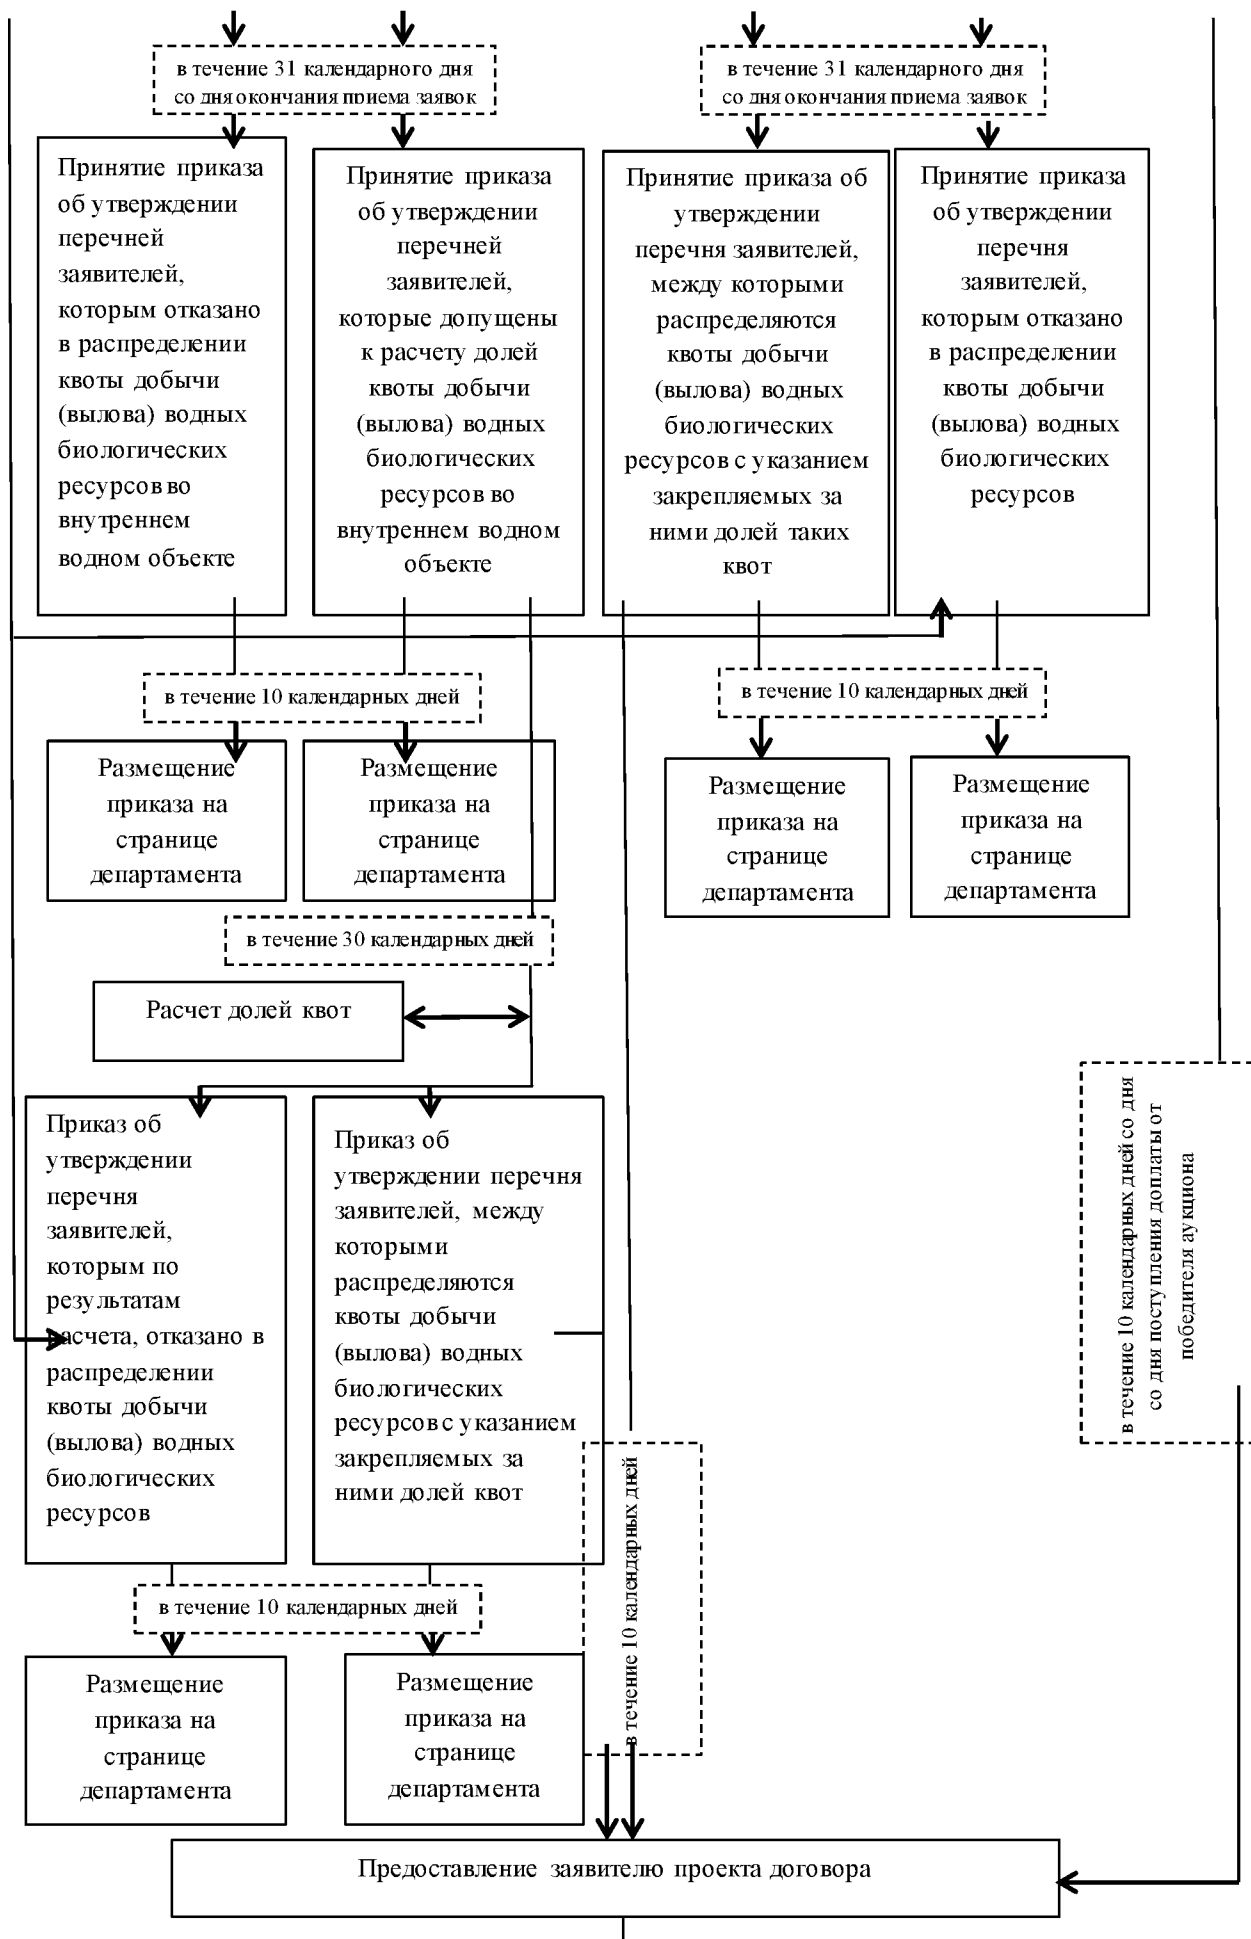 в течение 31 календарного дня
со дня окончания приема заявок
в течение 31 календарного дня
со дня окончания приема заявок
Принятие приказа
об утверждении
перечней
заявителей,
которым отказано
в распределении
квоты добычи
(вылова) водных
биологических
ресурсов во
внутреннем
водном объекте
Принятие приказа
об утверждении
перечней
заявителей,
которые допущены
к расчету долей
квоты добычи
(вылова) водных
биологических
ресурсов во
внутреннем водном
объекте
Принятие приказа об
утверждении
перечня заявителей,
между которыми
распределяются
квоты добычи
(вылова) водных
биологических
ресурсов с указанием
закрепляемых за
ними долей таких
квот
Принятие приказа
об утверждении
перечня
заявителей,
которым отказано
в распределении
квоты добычи
(вылова) водных
биологических
ресурсов
в течение 10 календарных дней
в течение 10 календарных дней
Размещение
приказа на
странице
департамента
Размещение
приказа на
странице
департамента
Размещение
приказа на
странице
департамента
Размещение
приказа на
странице
департамента
в течение 30 календарных дней
Расчет долей квот
Приказ об
утверждении
перечня
заявителей,
которым по
результатам
расчета, отказано в
распределении
квоты добычи
(вылова) водных
биологических
ресурсов
Приказ об
утверждении перечня
заявителей, между
которыми
распределяются
квоты добычи
(вылова) водных
биологических
ресурсов с указанием
закрепляемых за
ними долей квот
в течение 10 календарных дней со дня
со дня поступления доплаты от
победителя аукциона
в течение 10 календарных дней
в течение 10 календарных дней
Размещение
приказа на
странице
департамента
Размещение
приказа на
странице
департамента
Предоставление заявителю проекта договора